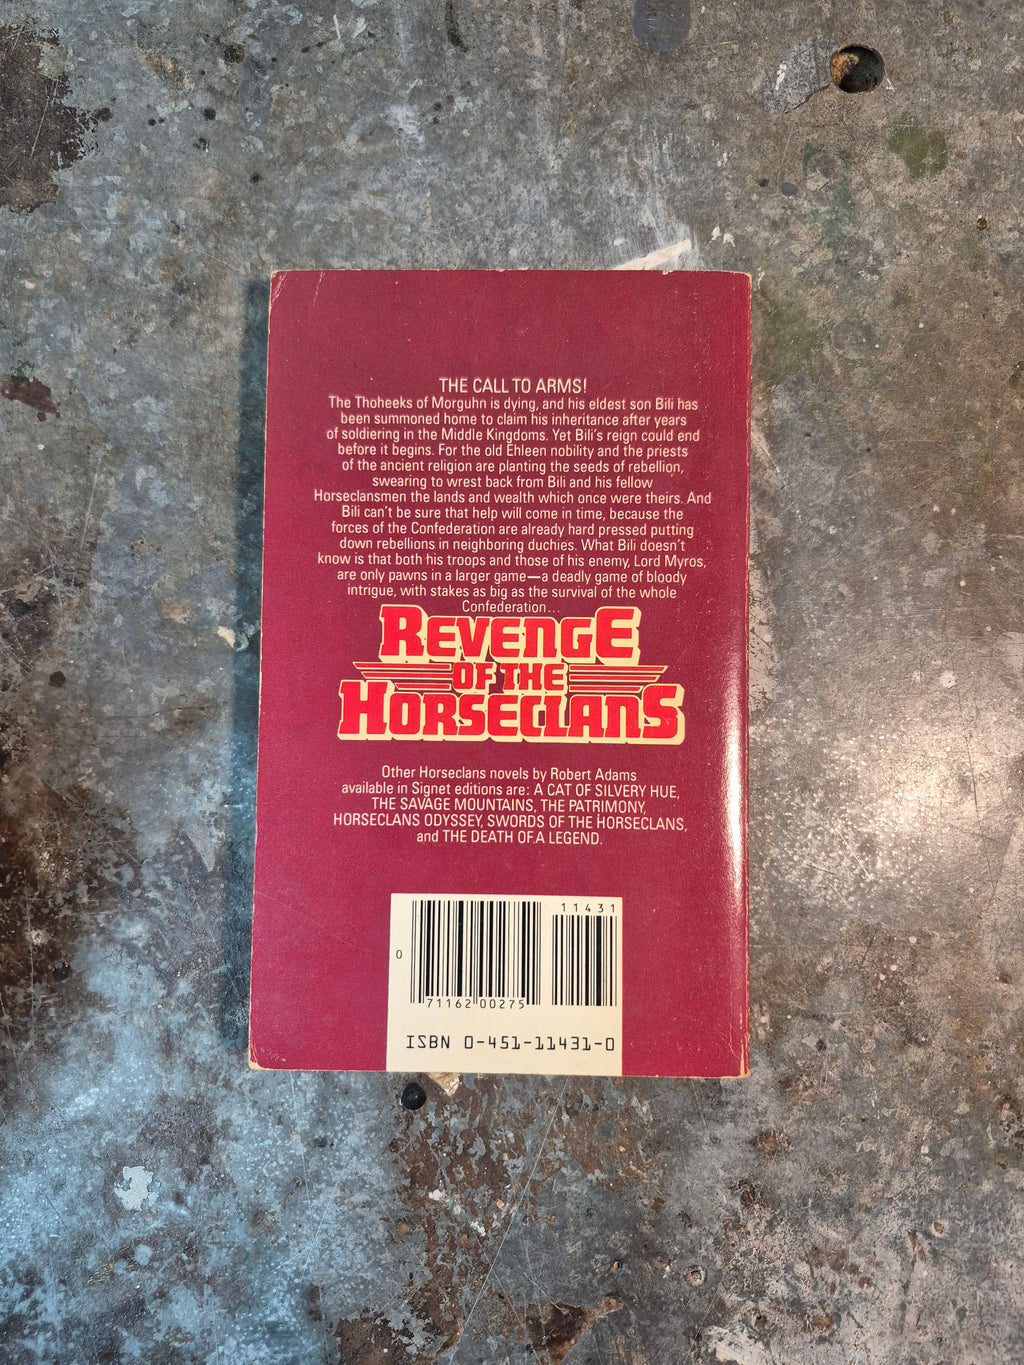 THE CALL TO ARMS!
The Thoheeks of Morguhn is dying, and his eldest son Bili has
been summoned home to claim his inheritance after years
of soldiering in the Middle Kingdoms. Yet Bili's reign could end
before it begins. For the old Ehleen nobility and the priests
of the ancient religion are planting the seeds of rebellion,
swearing to wrest back from Bili and his fellow
Horseclansmen the lands and wealth which once were theirs. And
Bili can't be sure that help will come in time, because the
forces of the Confederation are already hard pressed putting
down rebellions in neighboring duchies. What Bili doesn't
know is that both his troops and those of his enemy, Lord Myros,
are only pawns in a larger game—a deadly game of bloody
intrigue, with stakes as big as the survival of the whole
Confederation...
REVENGE
OF THE
HORSECLANS
Other Horseclans novels by Robert Adams
available in Signet editions are: A CAT OF SILVERY HUE,
THE SAVAGE MOUNTAINS, THE PATRIMONY,
HORSECLANS ODYSSEY, SWORDS OF THE HORSECLANS,
and THE DEATH OF A LEGEND.
11431
0
71162 00275
ISBN 0-451-11431-0